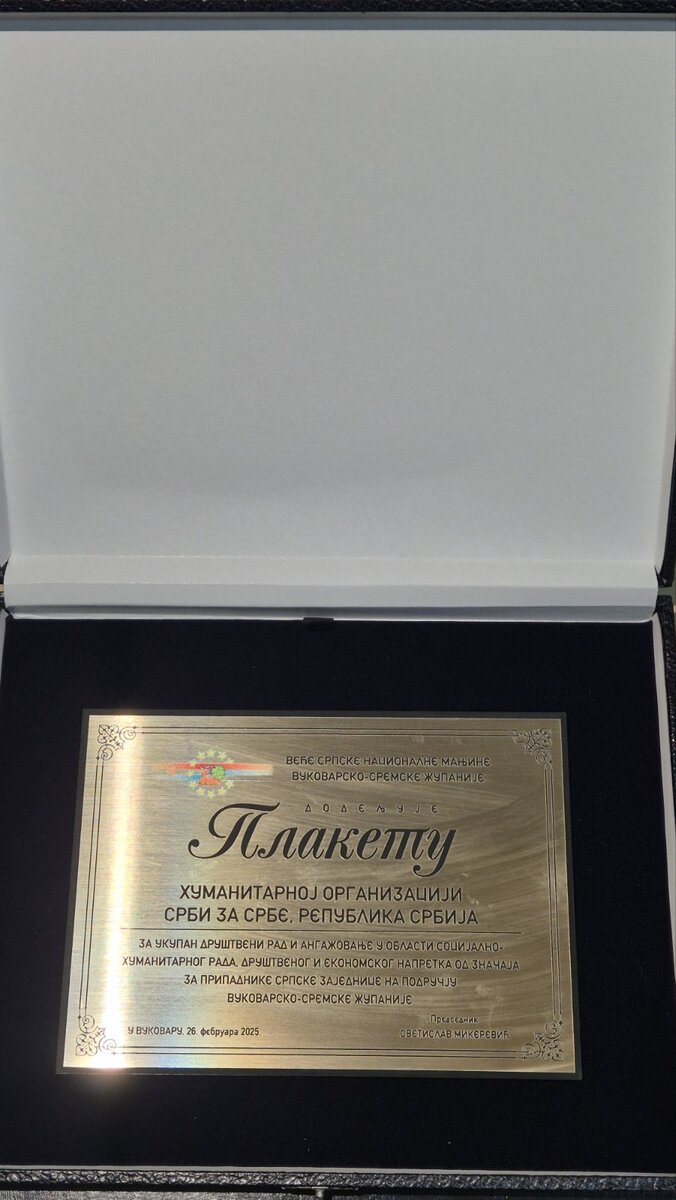 ВЕЋЕ СРПСКЕ НАЦИОНАЛНЕ МАЊИНЕ
ВУКОВАРСКО-СРЕМСКЕ ЖУПАНИЈЕ
ДОДЕЉУЈЕ
Плакету
ХУМАНИТАРНОЈ ОРГАНИЗАЦИЈИ
СРБИ ЗА СРБЕ, РЕПУБЛИКА СРБИЈА
ЗА УКУПАН ДРУШТВЕНИ РАД И АНГАЖОВАЊЕ У ОБЛАСТИ СОЦИЈАЛНО-
ХУМАНИТАРНОГ РАДА, ДРУШТВЕНОГ И ЕКОНОМСКОГ НАПРЕТКА ОД ЗНАЧАЈА
ЗА ПРИПАДНИКЕ СРПСКЕ ЗАЈЕДНИЦЕ НА ПОДРУЧЈУ
ВУКОВАРСКО-СРЕМСКЕ ЖУПАНИЈЕ
У ВУКОВАРУ, 26. фебруара 2025.
Председник
СВЕТИСЛАВ МИКЕРЕВИЋ